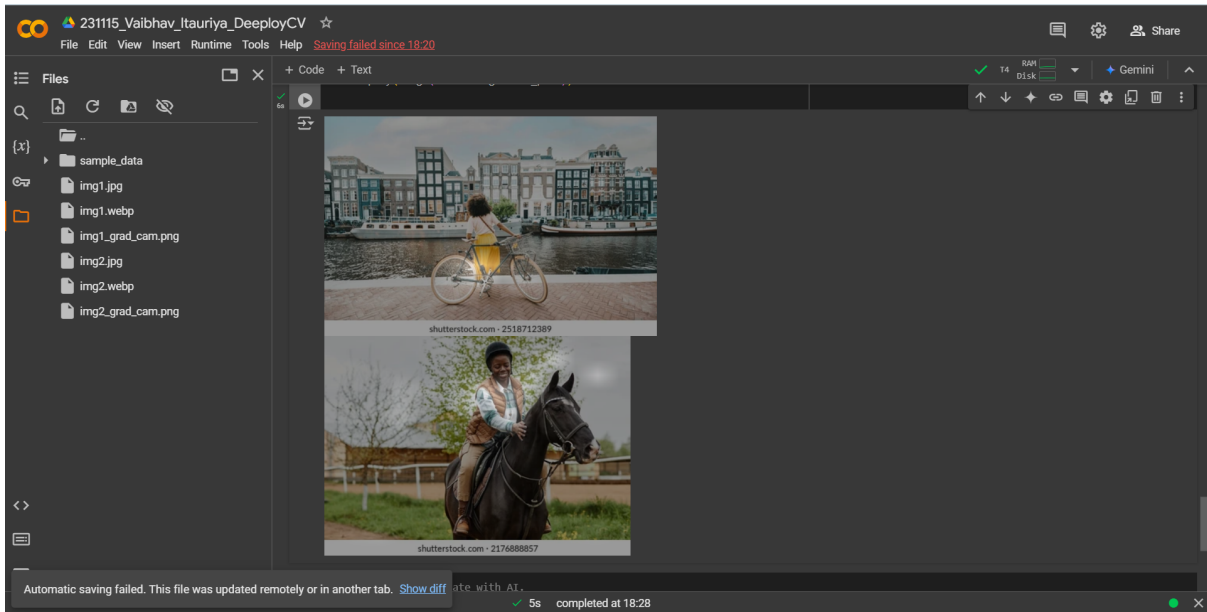 231115_Vaibhav_Itauriya_DeeployCV
File Edit View Insert Runtime Tools Help Saving failed since 18:20
Share
Files
+ Code + Text
T4 RAM
Disk
Gemini
6s
..
{x}
sample_data
img1.jpg
img1.webp
img1_grad_cam.png
img2.jpg
img2.webp
img2_grad_cam.png
shutterstock.com · 2518712389
shutterstock.com · 2176888857
<>
Automatic saving failed. This file was updated remotely or in another tab. Show diff
ate with AI.
5s completed at 18:28